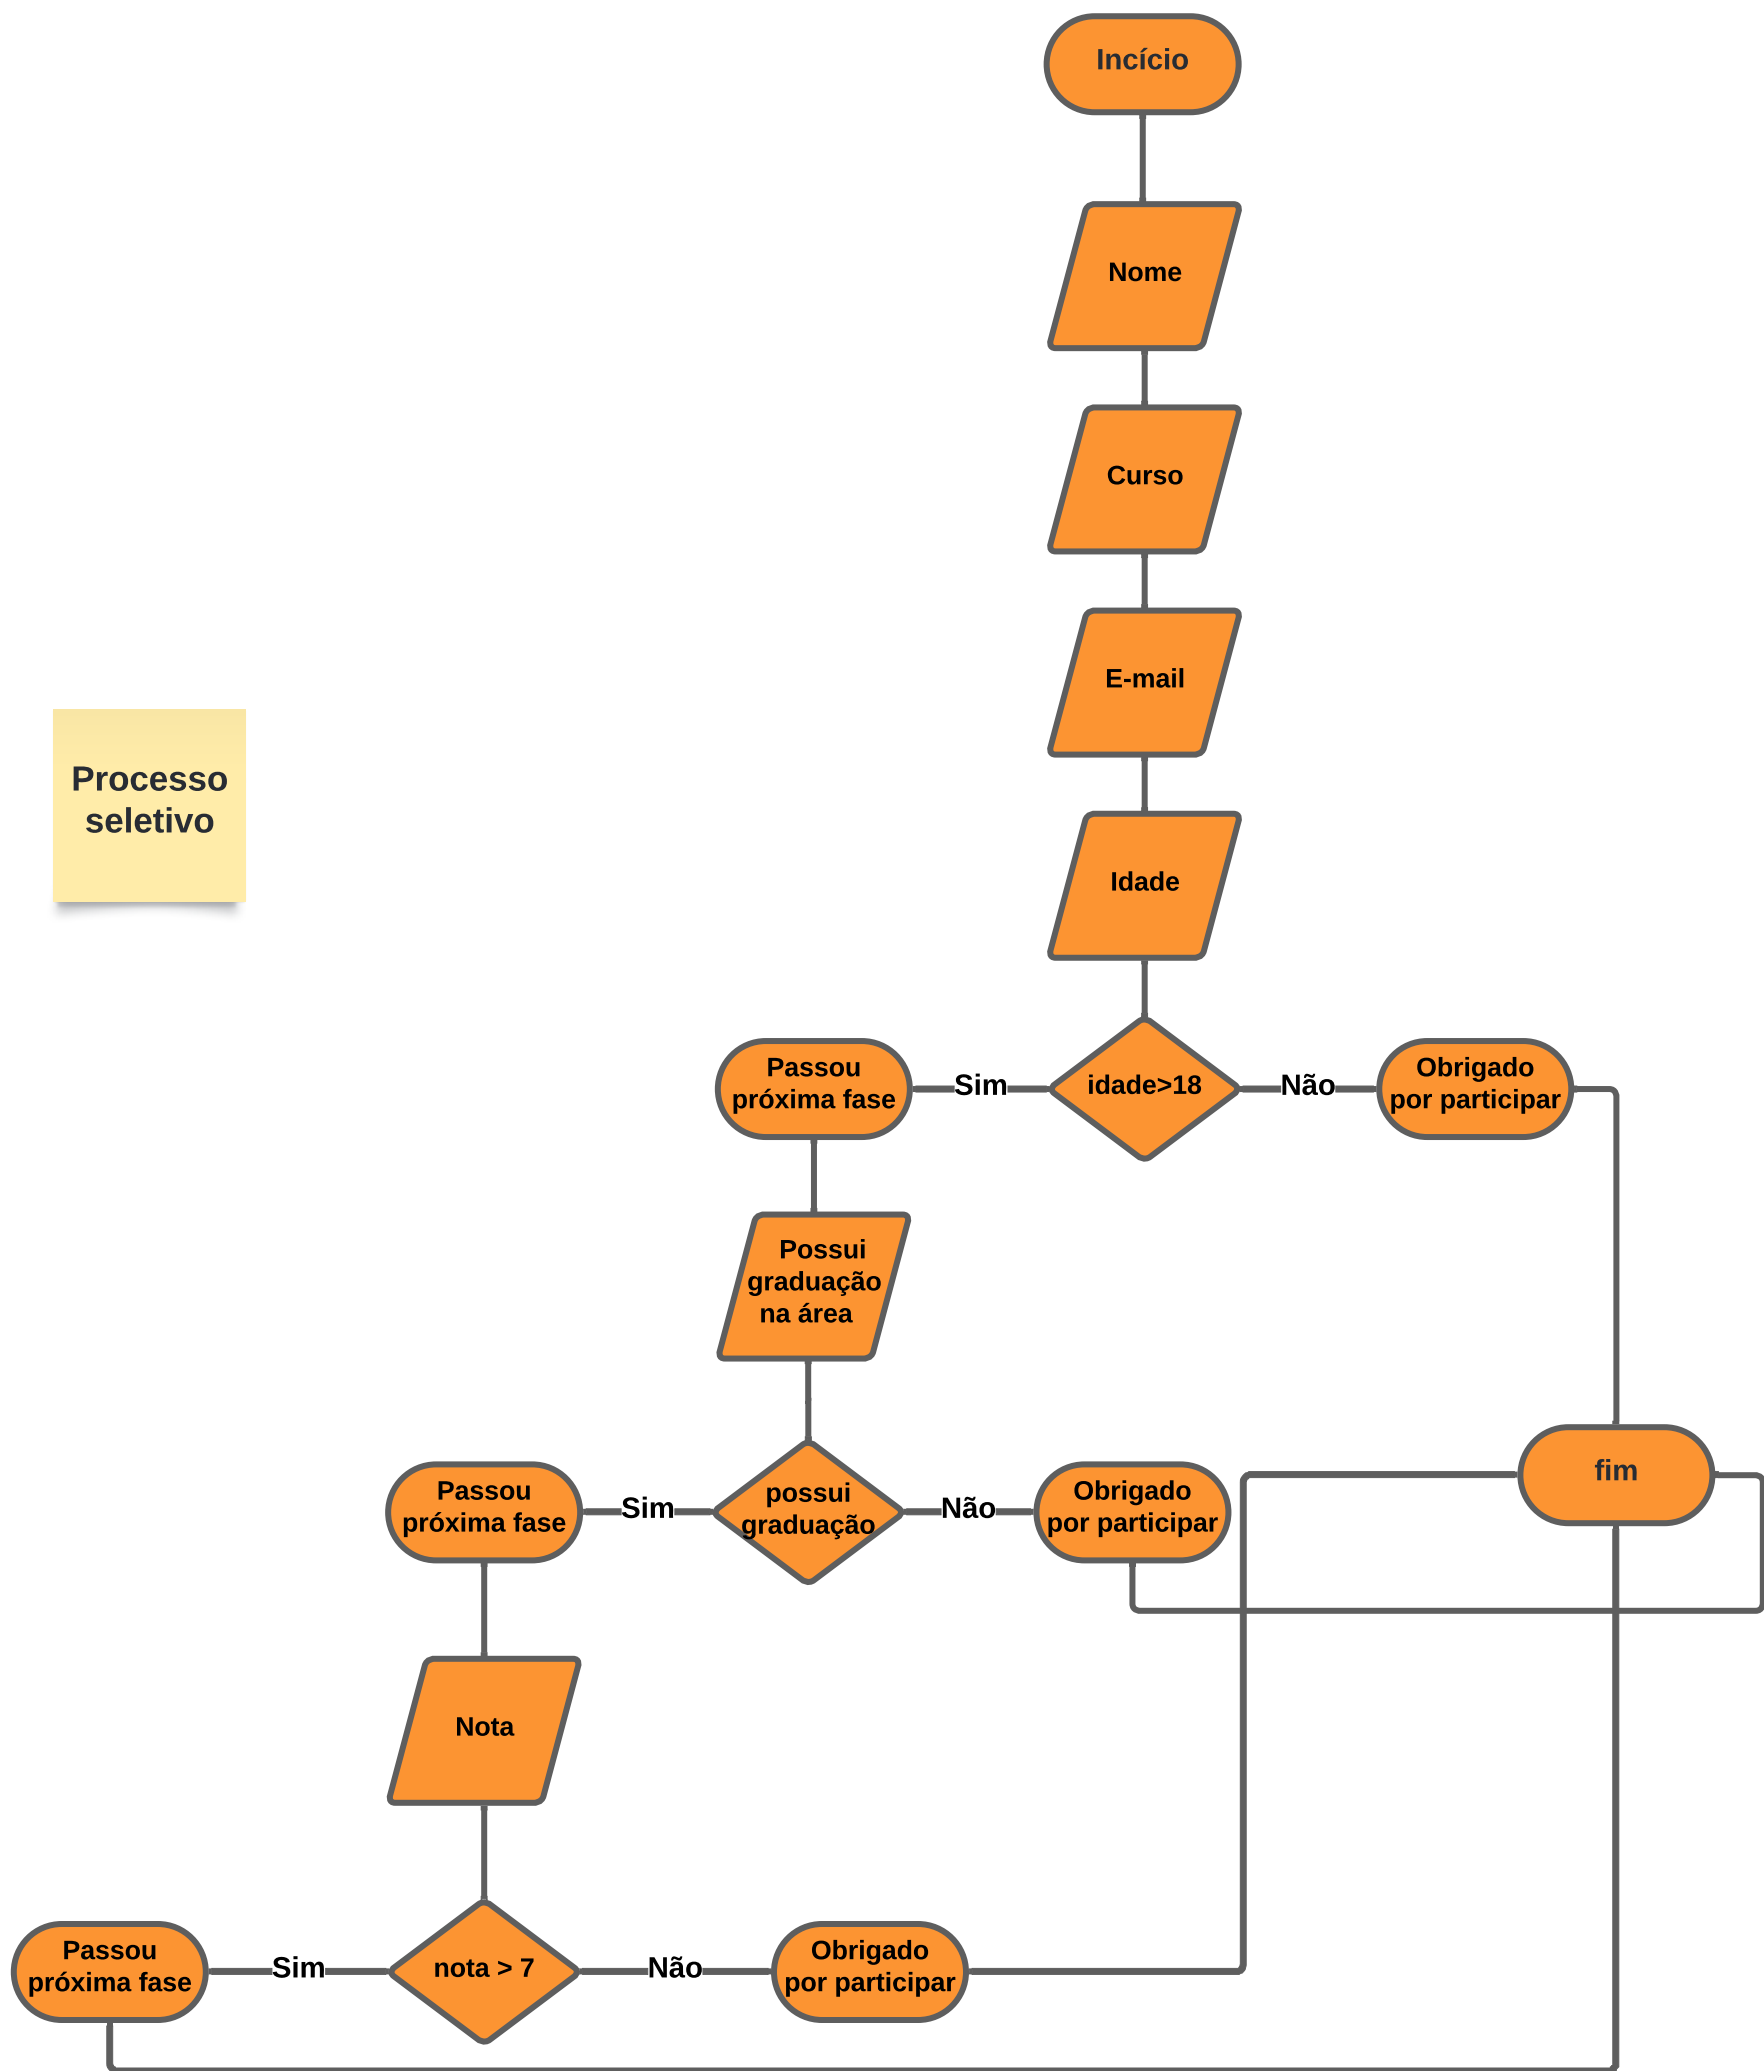 Incício
Nome
Curso
E-mail
Processo
seletivo
Idade
Passou
próxima fase
Sim
idade>18
Não
Obrigado
por participar
Possui
graduação
na área
fim
Passou
próxima fase
Sim
possui
graduação
Não
Obrigado
por participar
Nota
Passou
próxima fase
Sim
nota > 7
Não
Obrigado
por participar